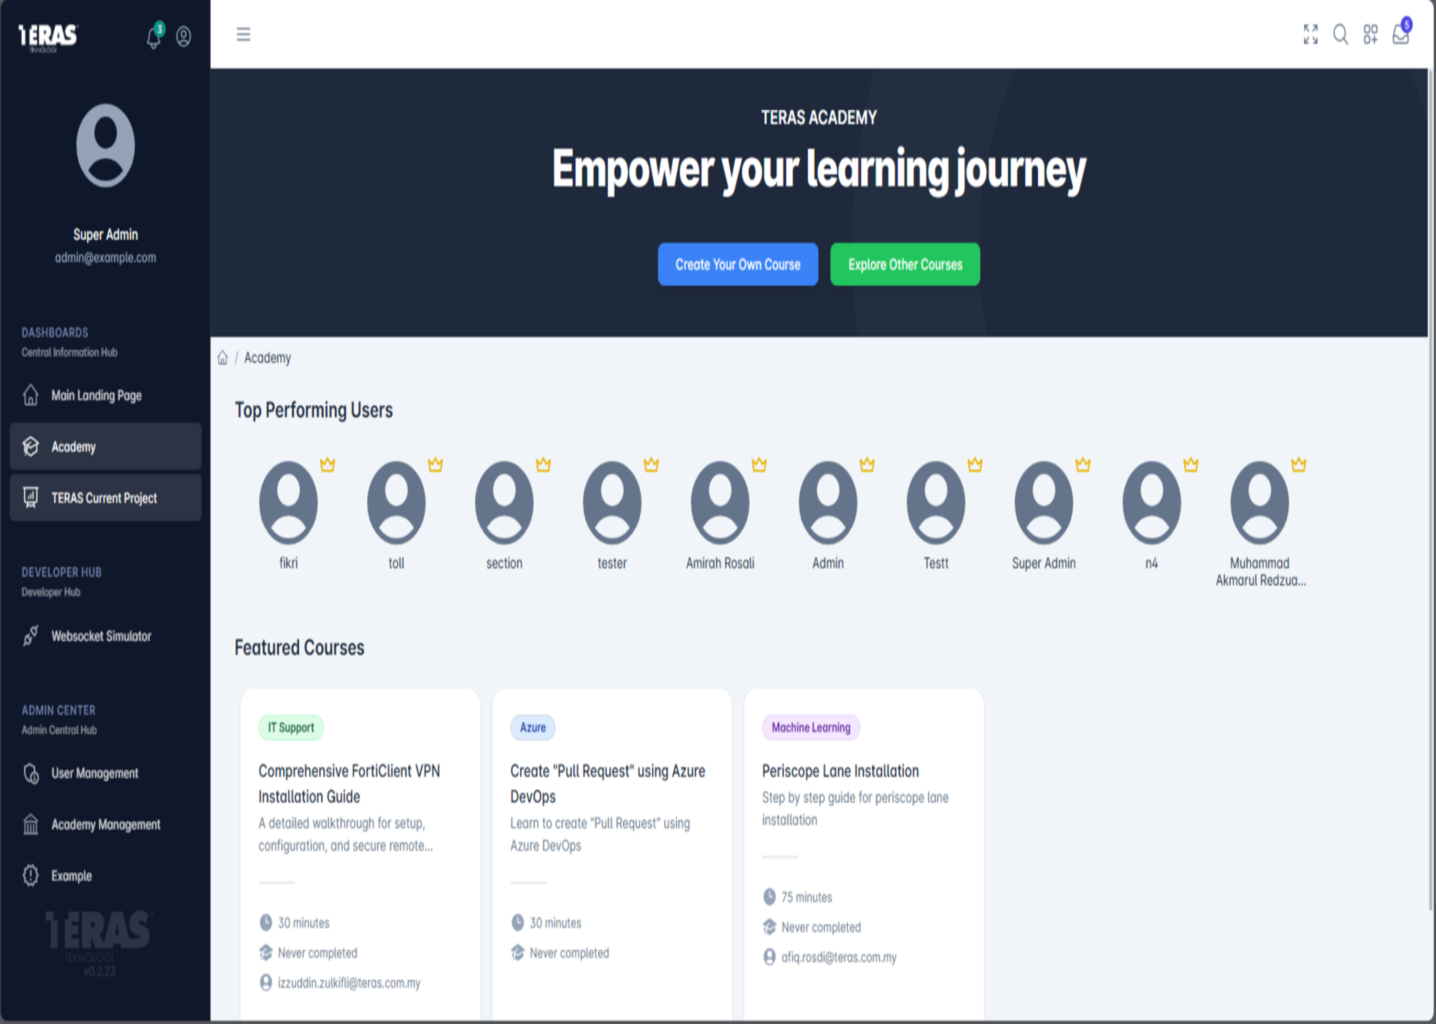 TERAS
TEKNOLOGI
3
5
Super Admin
admin@example.com
DASHBOARDS
Central Information Hub
Main Landing Page
Academy
TERAS Current Project
DEVELOPER HUB
Developer Hub
Websocket Simulator
ADMIN CENTER
Admin Central Hub
User Management
Academy Management
Example
TERAS
TEKNOLOGI
v0.2.23
TERAS ACADEMY
Empower your learning journey
Create Your Own Course
Explore Other Courses
/ Academy
Top Performing Users
fikri
toll
section
tester
Amirah Rosali
Admin
Testt
Super Admin
n4
Muhammad
Akmarul Redzua...
Featured Courses
IT Support
Comprehensive FortiClient VPN
Installation Guide
A detailed walkthrough for setup,
configuration, and secure remote...
30 minutes
Never completed
izzuddin.zulkifli@teras.com.my
Azure
Create "Pull Request" using Azure
DevOps
Learn to create "Pull Request" using
Azure DevOps
30 minutes
Never completed
Machine Learning
Periscope Lane Installation
Step by step guide for periscope lane
installation
75 minutes
Never completed
afiq.rosdi@teras.com.my